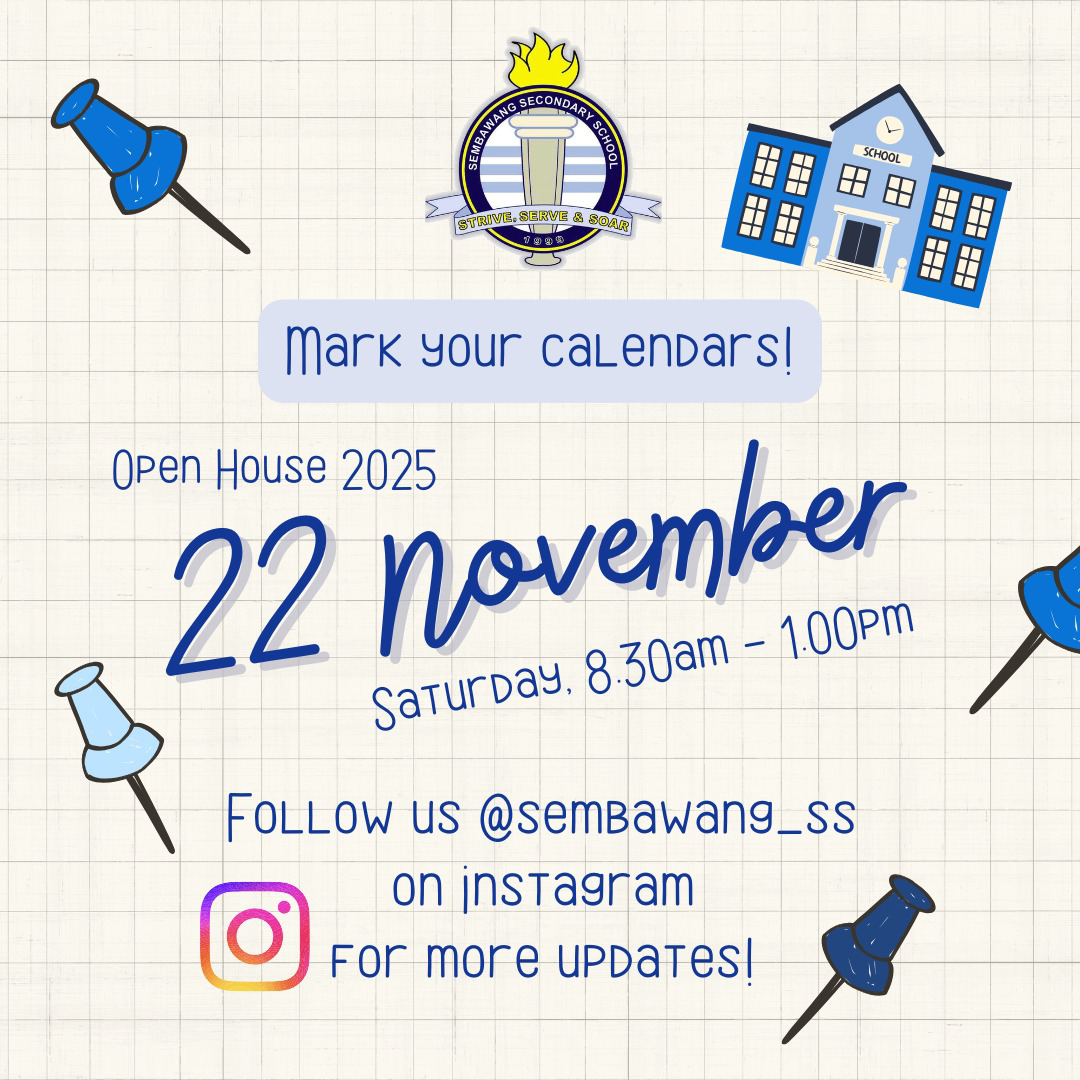 SEMBAWANG SECONDARY SCHOOL
STRIVE, SERVE & SOAR
1999
SCHOOL
Mark your calendars!
Open House 2025
22 November
Saturday, 8.30am - 1.00pm
Follow us @sembawang_ss
on instagram
for more updates!